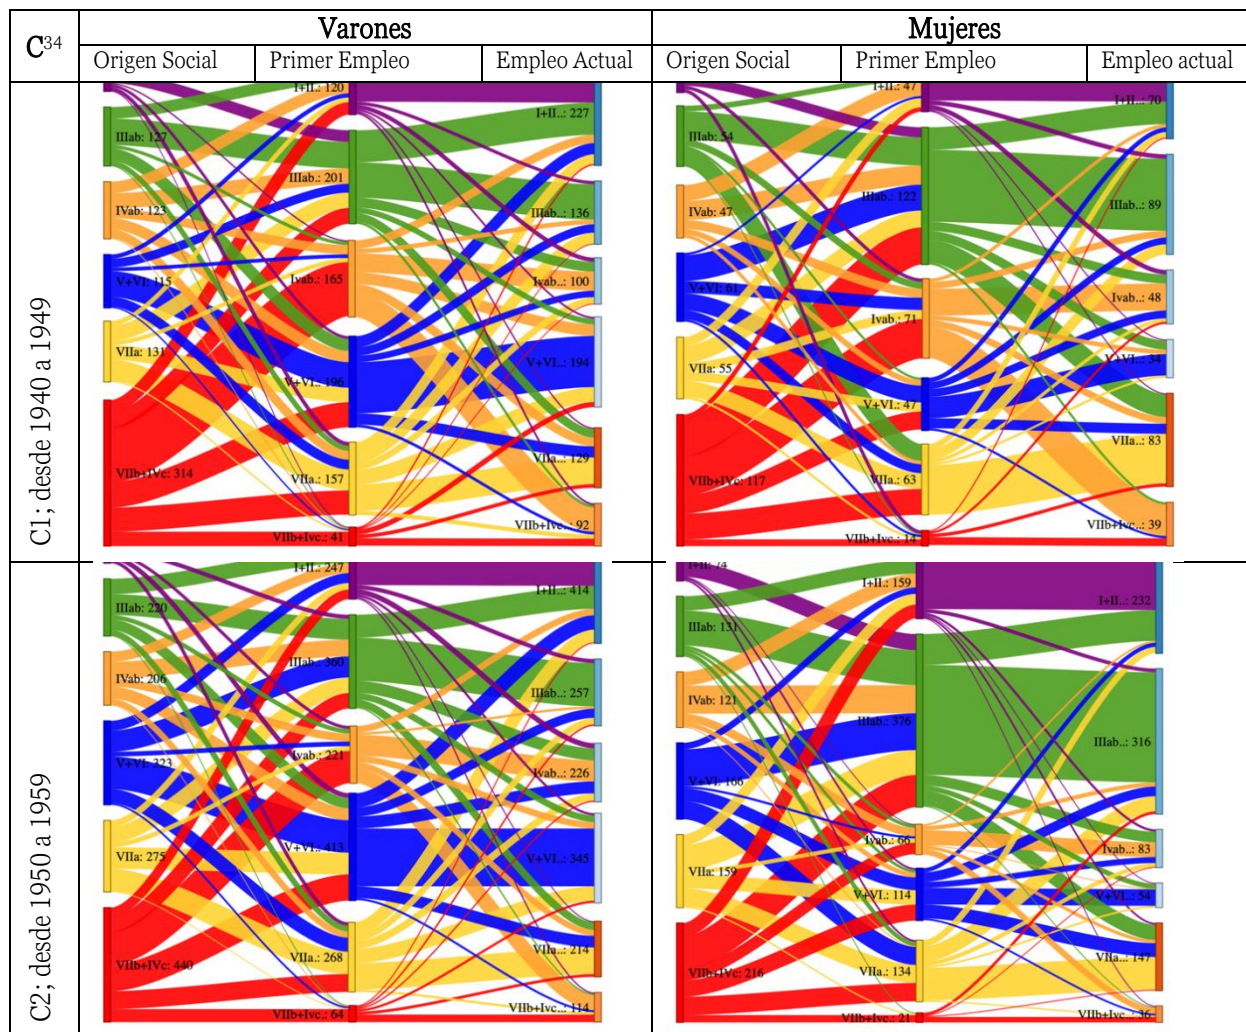 C34
Varones
Mujeres
Origen Social
Primer Empleo
Empleo Actual
Origen Social
Primer Empleo
Empleo actual
C1; desde 1940 a 1949
IIIab: 127
IVab: 123
V+VI: 115
VIIa: 131
VIIb+IVc: 314
I+II.: 120
IIIab.: 201
Ivab.: 165
V+VI.: 196
VIIa.: 157
VIIb+Ivc.: 41
I+II..: 227
IIIab..: 136
Ivab..: 100
V+VI..: 194
VIIa..: 129
VIIb+Ivc..: 92
IIIab: 54
IVab: 47
V+VI: 61
VIIa: 55
VIIb+IVc: 117
I+II.: 47
IIIab.: 122
Ivab.: 71
V+VI.: 47
VIIa.: 63
VIIb+Ivc.: 14
I+II..: 70
IIIab..: 89
Ivab..: 48
V+VI..: 34
VIIa..: 83
VIIb+Ivc..: 39
C2; desde 1950 a 1959
IIIab: 220
IVab: 206
V+VI: 323
VIIa: 275
VIIb+IVc: 440
I+II.: 247
IIIab.: 360
Ivab.: 221
V+VI.: 413
VIIa.: 268
VIIb+Ivc.: 64
I+II..: 414
IIIab..: 257
Ivab..: 226
V+VI..: 345
VIIa..: 214
VIIb+Ivc..: 114
I+II: 74
IIIab: 131
IVab: 121
V+VI: 166
VIIa: 159
VIIb+IVc: 216
I+II.: 159
IIIab.: 376
Ivab.: 66
V+VI.: 114
VIIa.: 134
VIIb+Ivc.: 21
I+II..: 232
IIIab..: 316
Ivab..: 83
V+VI..: 54
VIIa..: 147
VIIb+Ivc..: 36